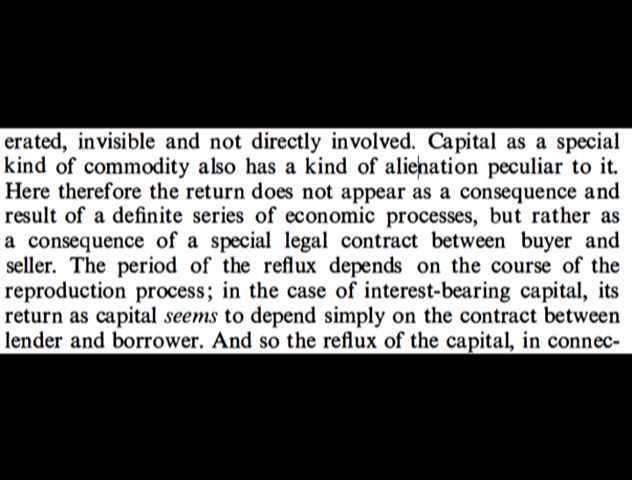 erated, invisible and not directly involved. Capital as a special
kind of commodity also has a kind of alienation peculiar to it.
Here therefore the return does not appear as a consequence and
result of a definite series of economic processes, but rather as
a consequence of a special legal contract between buyer and
seller. The period of the reflux depends on the course of the
reproduction process; in the case of interest-bearing capital, its
return as capital seems to depend simply on the contract between
lender and borrower. And so the reflux of the capital, in connec-